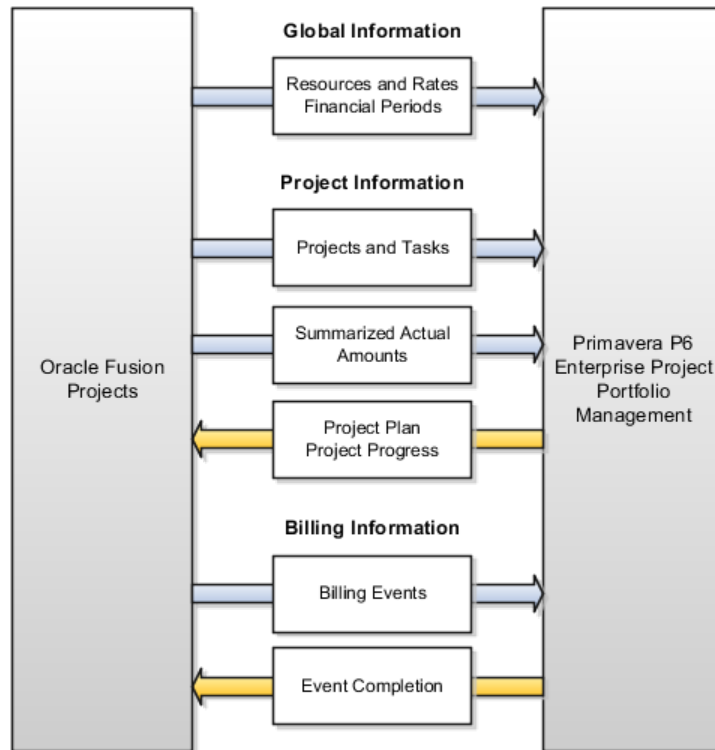 Global Information
Resources and Rates
Financial Periods
Project Information
Projects and Tasks
Summarized Actual
Amounts
Oracle Fusion
Projects
Primavera P6
Enterprise Project
Portfolio
Management
Project Plan
Project Progress
Billing Information
Billing Events
Event Completion